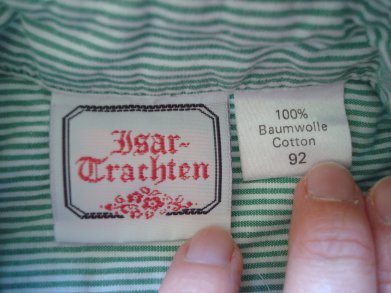 Isar-
Trachten
100%
Baumwolle
Cotton
92